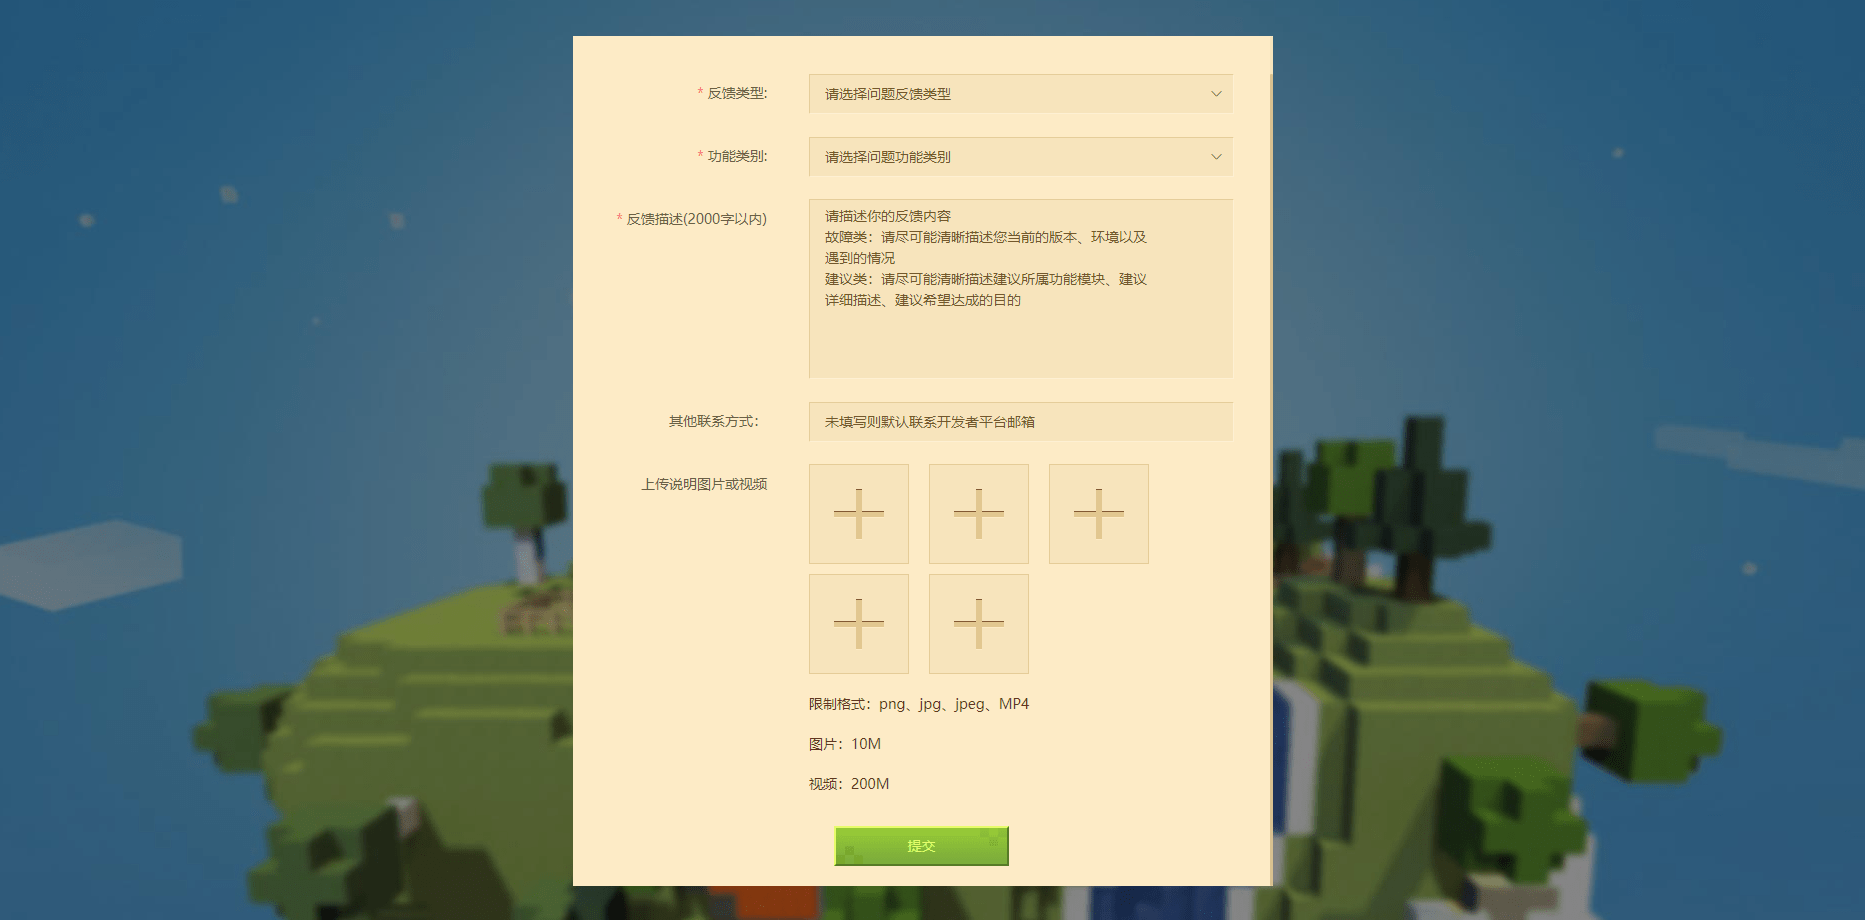 * 反馈类型:
请选择问题反馈类型
* 功能类别:
请选择问题功能类别
* 反馈描述(2000字以内)
请描述你的反馈内容
故障类：请尽可能清晰描述您当前的版本、环境以及
遇到的情况
建议类：请尽可能清晰描述建议所属功能模块、建议
详细描述、建议希望达成的目的
其他联系方式：
未填写则默认联系开发者平台邮箱
上传说明图片或视频
限制格式：png、jpg、jpeg、MP4
图片：10M
视频：200M
提交